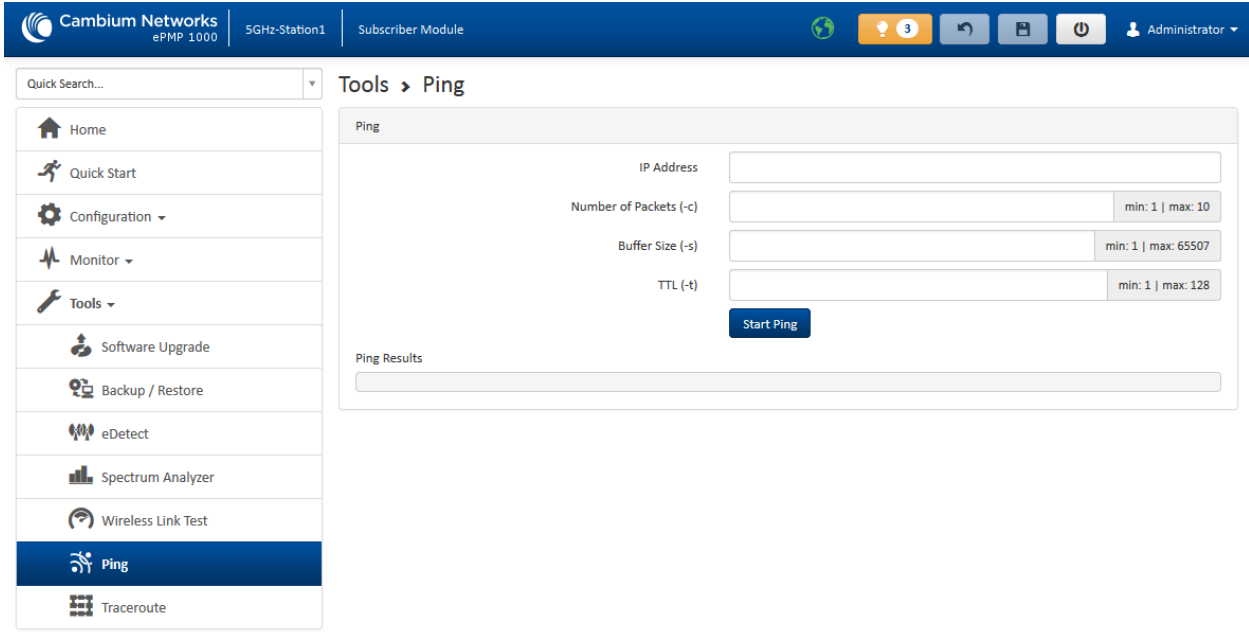 Cambium Networks
ePMP 1000
5GHz-Station1
Subscriber Module
3
Administrator
Quick Search...
Tools > Ping
Home
Quick Start
Configuration
Monitor
Tools
Software Upgrade
Backup / Restore
eDetect
Spectrum Analyzer
Wireless Link Test
Ping
Traceroute
Ping
IP Address
Number of Packets (-c)
min: 1 | max: 10
Buffer Size (-s)
min: 1 | max: 65507
TTL (-t)
min: 1 | max: 128
Start Ping
Ping Results